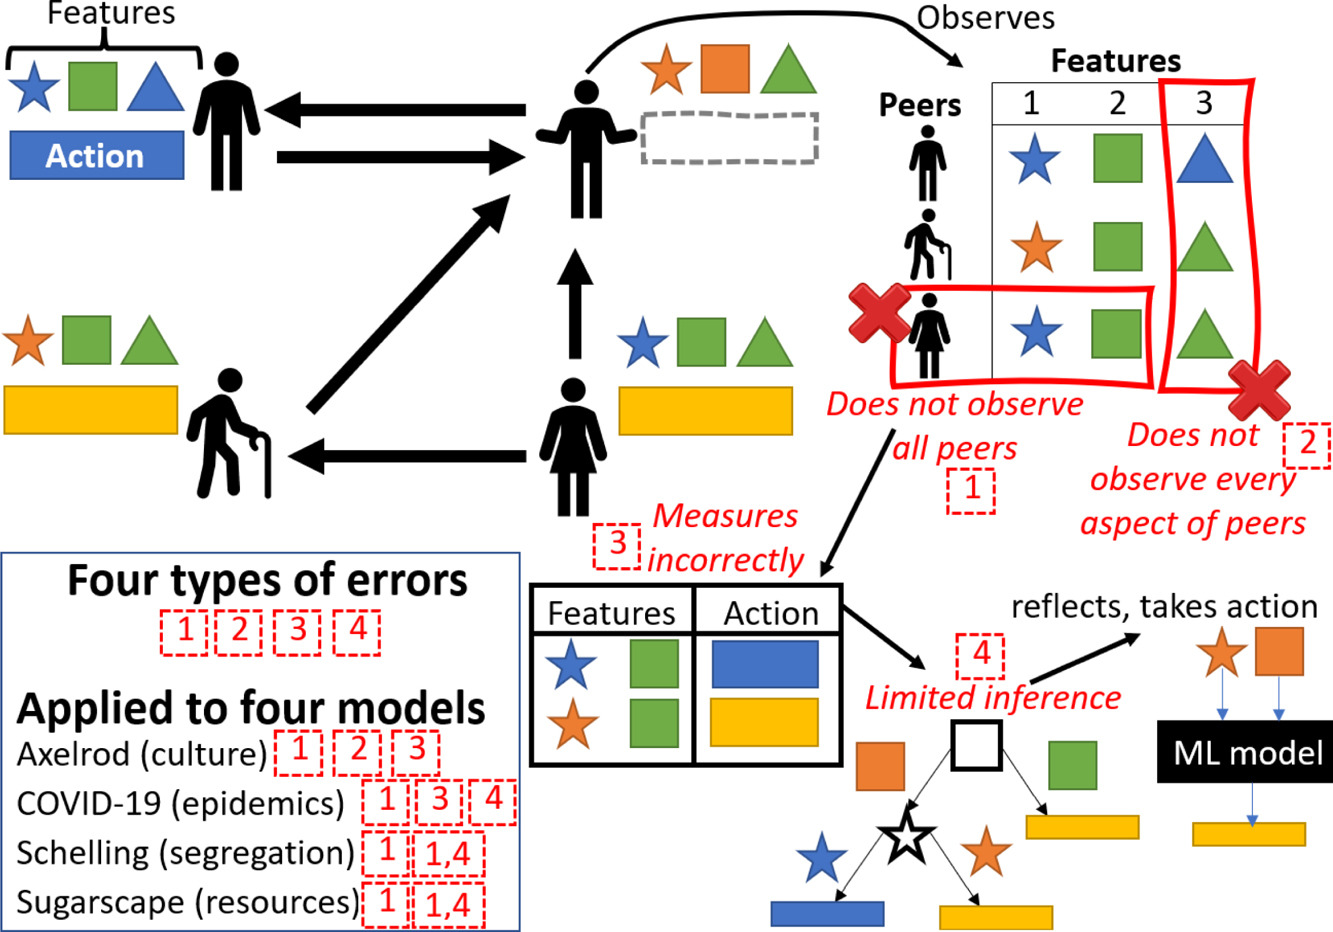 Features
Action
Observes
Features
Peers
1 2 3
Does not observe
all peers
1
Does not
2
observe every
aspect of peers
3
Measures
incorrectly
Features Action
4
Limited inference
reflects, takes action
ML model
Four types of errors
1 2 3 4
Applied to four models
Axelrod (culture) 1 2 3
COVID-19 (epidemics) 1 3 4
Schelling (segregation) 1 1,4
Sugarscape (resources) 1 1,4